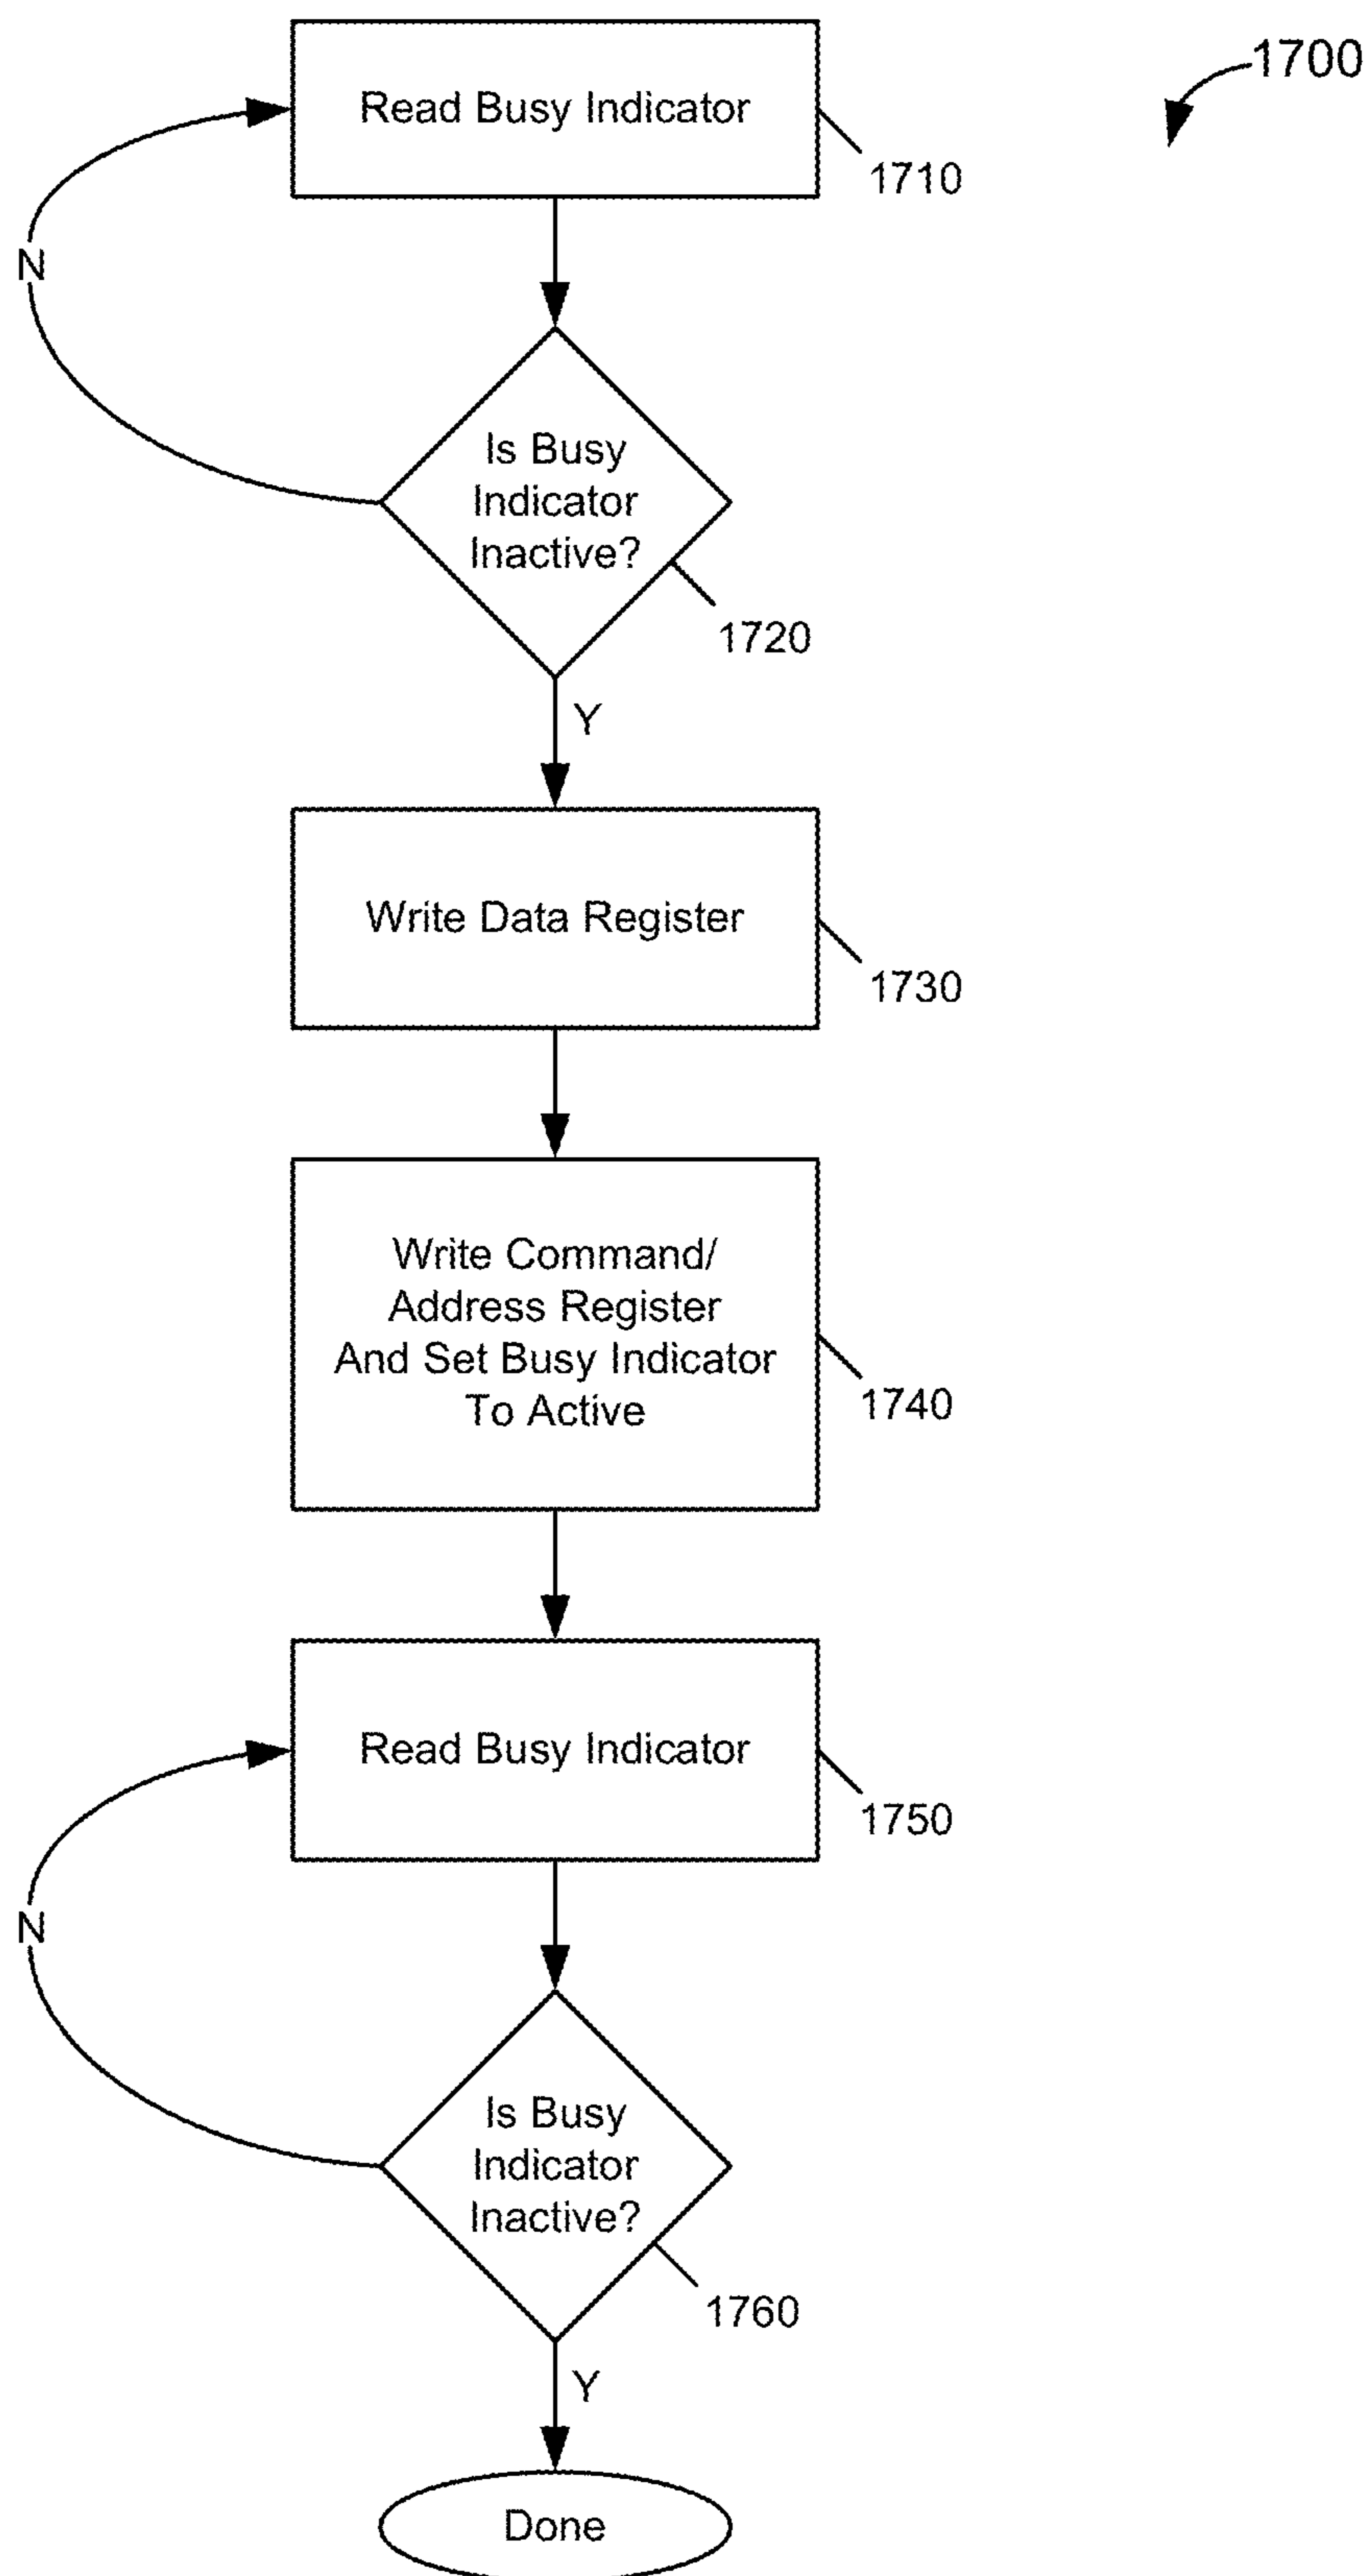 1700
Read Busy Indicator
1710
N
Is Busy
Indicator
Inactive?
1720
Y
Write Data Register
1730
Write Command/
Address Register
And Set Busy Indicator
To Active
1740
Read Busy Indicator
1750
N
Is Busy
Indicator
Inactive?
1760
Y
Done